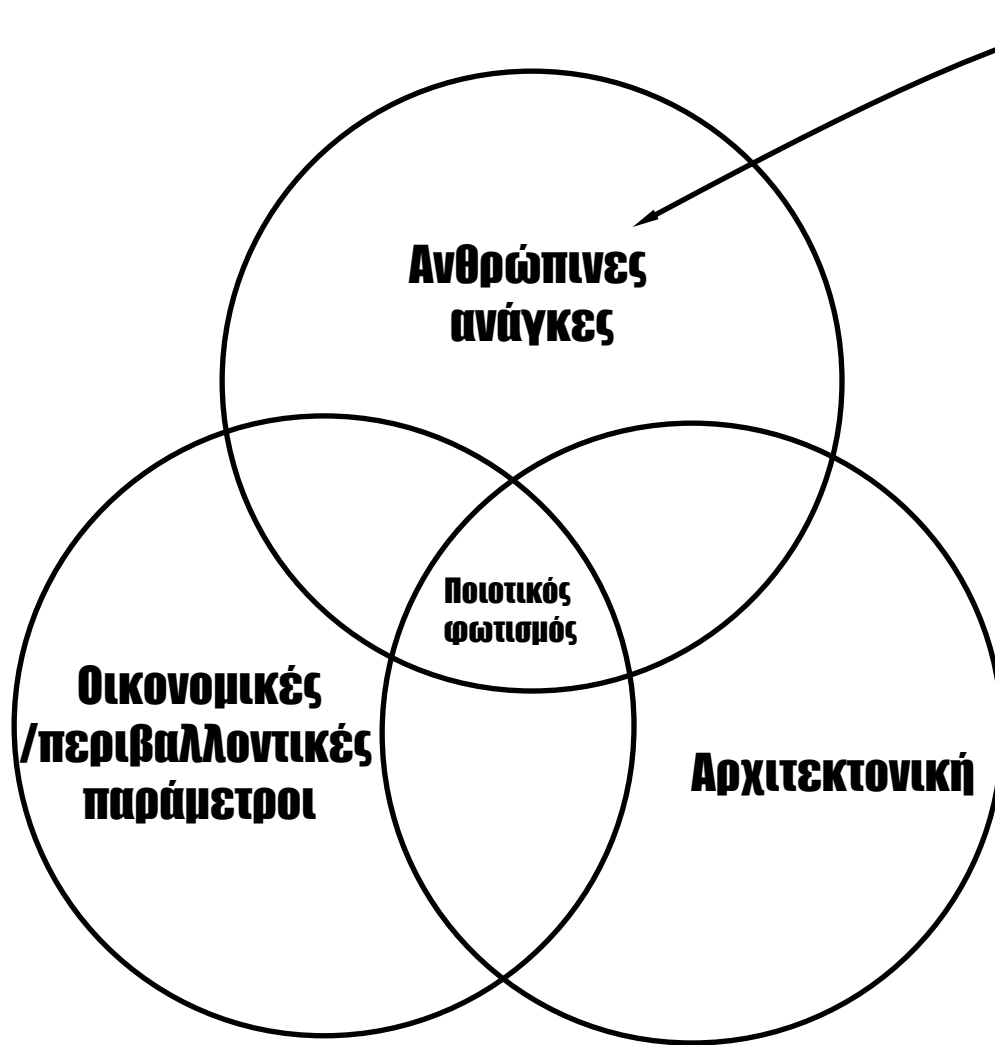 Ανθρώπινες
ανάγκες
Ποιοτικός
φωτισμός
Οικονομικές
/περιβαλλοντικές
παράμετροι
Αρχιτεκτονική